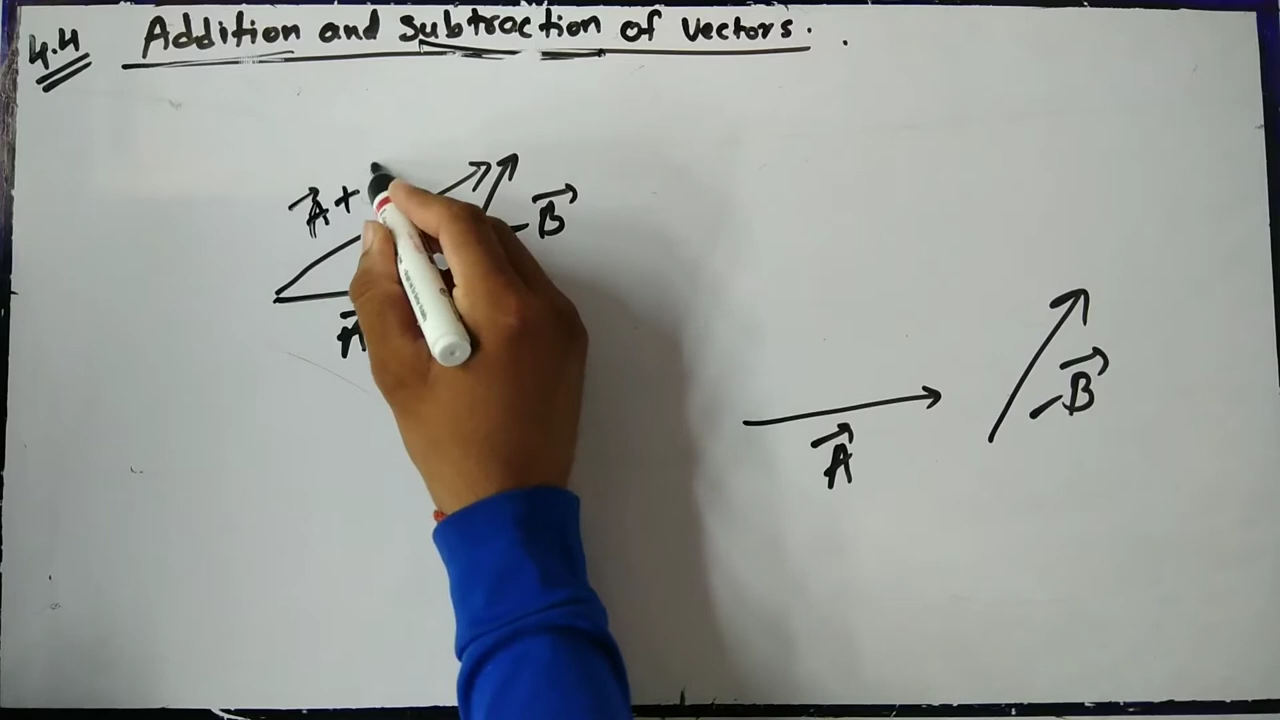 4.4 Addition and Subtraction of vectors.
A⃗ +
-B⃗
A⃗
-B⃗
A⃗